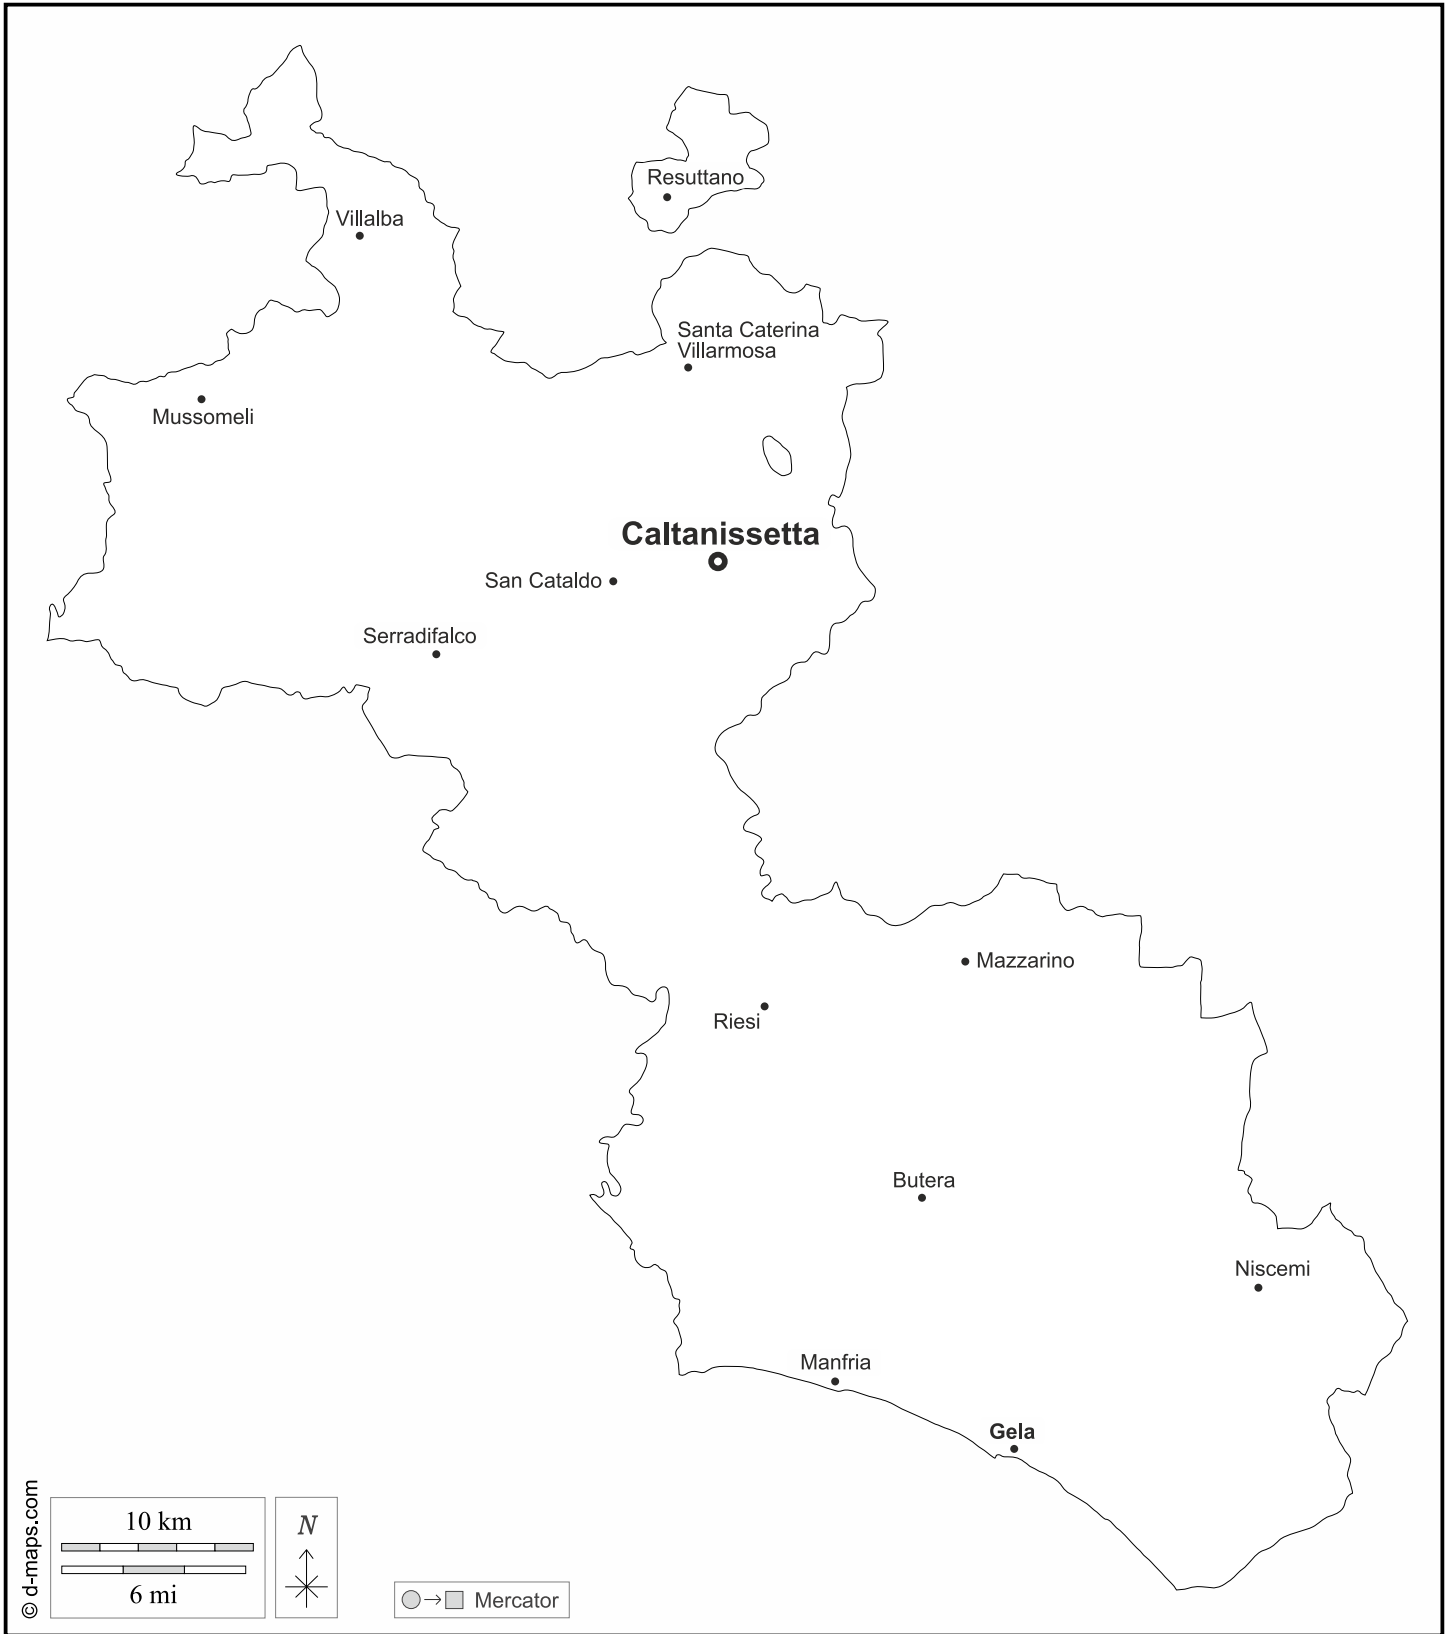 Resuttano
Villalba
Santa Caterina
Villarmosa
Mussomeli
Caltanissetta
San Cataldo
Serradifalco
Mazzarino
Riesi
Butera
Niscemi
Manfria
Gela
© d-maps.com
10 km
6 mi
N
Mercator